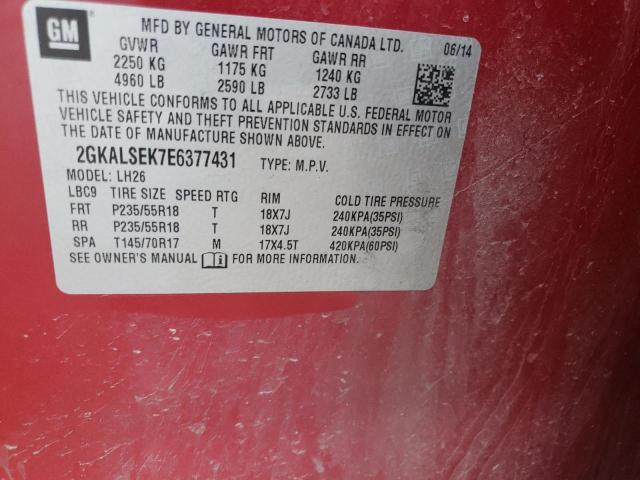 GM
MFD BY GENERAL MOTORS OF CANADA LTD. 06/14
GVWR GAWR FRT GAWR RR
2250 KG 1175 KG 1240 KG
4960 LB 2590 LB 2733 LB
THIS VEHICLE CONFORMS TO ALL APPLICABLE U.S. FEDERAL MOTOR
VEHICLE SAFETY AND THEFT PREVENTION STANDARDS IN EFFECT ON
THE DATE OF MANUFACTURE SHOWN ABOVE.
2GKALSEK7E6377431 TYPE: M.P.V.
MODEL: LH26
LBC9 TIRE SIZE SPEED RTG RIM COLD TIRE PRESSURE
FRT P235/55R18 T 18X7J 240KPA(35PSI)
RR P235/55R18 T 18X7J 240KPA(35PSI)
SPA T145/70R17 M 17X4.5T 420KPA(60PSI)
SEE OWNER'S MANUAL FOR MORE INFORMATION.